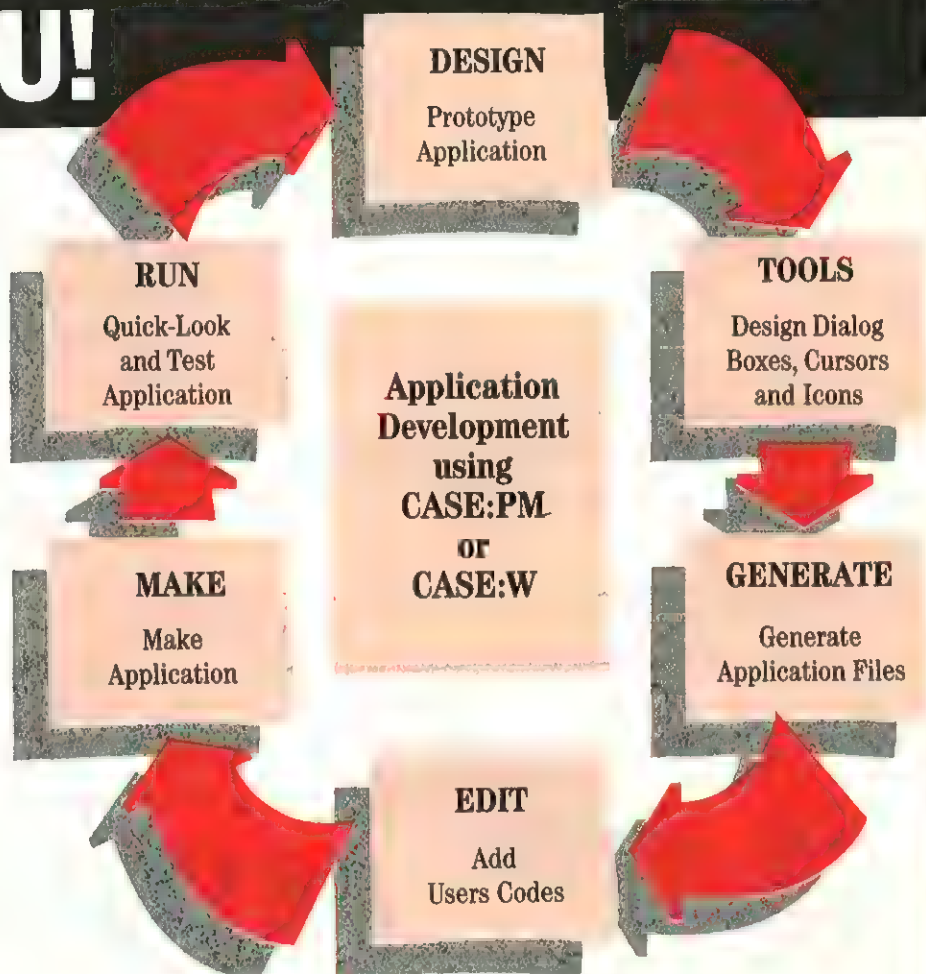 U!
DESIGN
Prototype
Application
TOOLS
Design Dialog
Boxes, Cursors
and Icons
GENERATE
Generate
Application Files
EDIT
Add
Users Codes
MAKE
Make
Application
RUN
Quick-Look
and Test
Application
Application
Development
using
CASE:PM
or
CASE:W